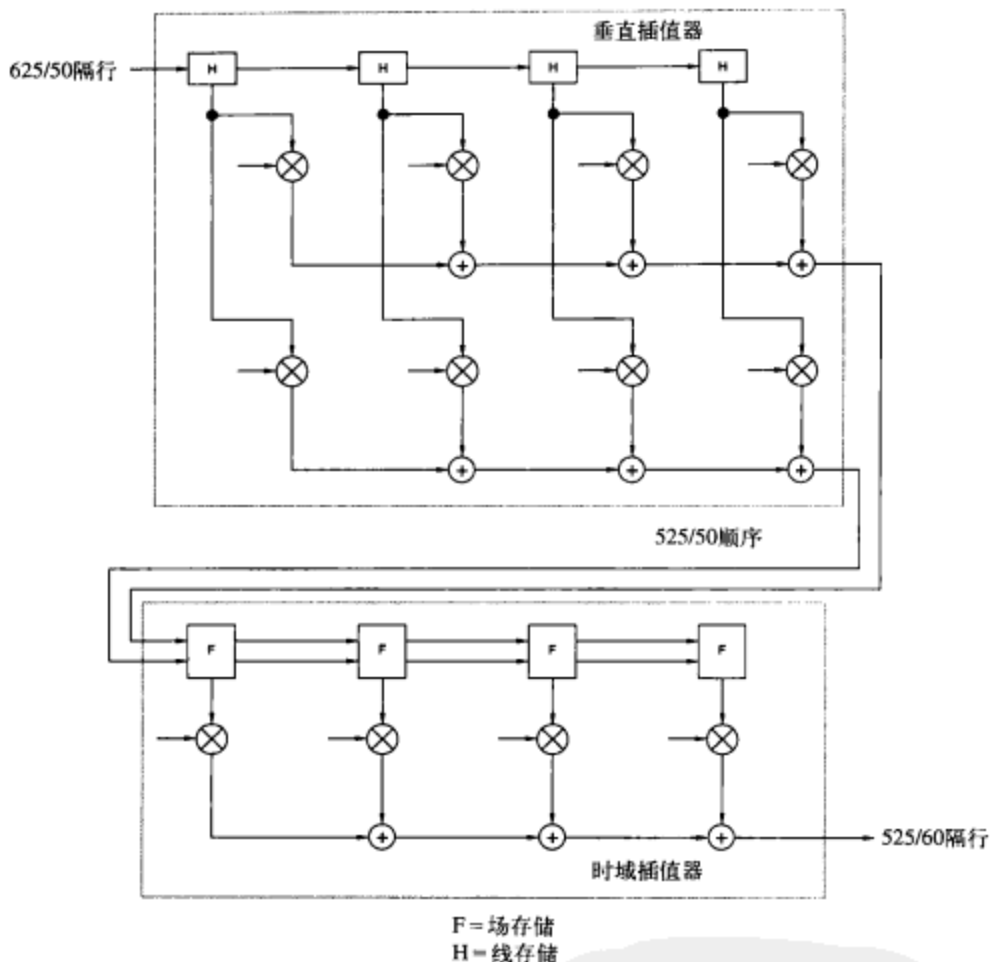 垂直插值器
625/50隔行
H H H H
525/50顺序
F F F F
525/60隔行
时域插值器
F=场存储
H=线存储